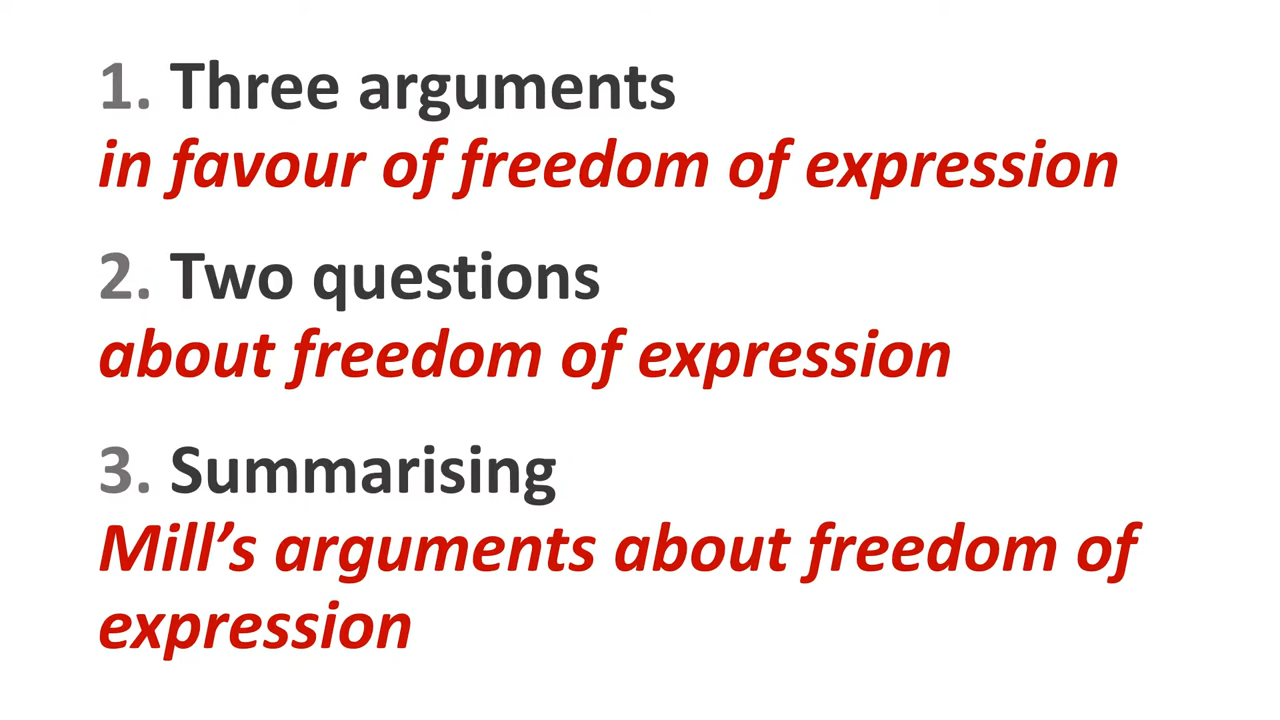 1. Three arguments
in favour of freedom of expression
2. Two questions
about freedom of expression
3. Summarising
Mill’s arguments about freedom of
expression